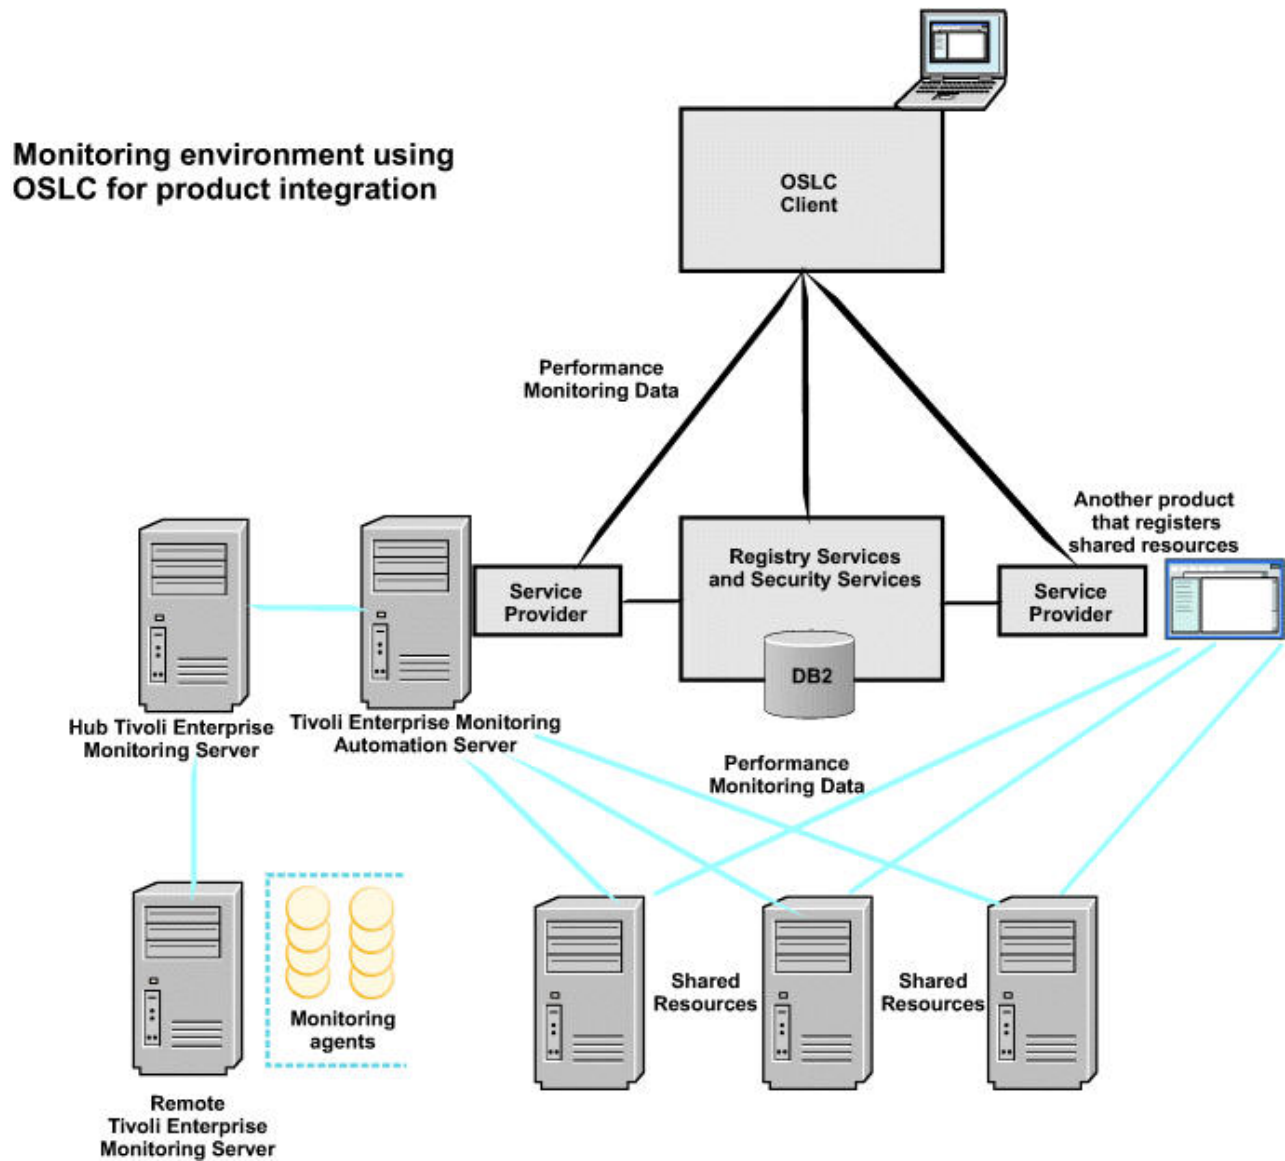 Monitoring environment using
OSLC for product integration
OSLC
Client
Performance
Monitoring Data
Another product
that registers
shared resources
Registry Services
and Security Services
Service
Provider
Service
Provider
DB2
Hub Tivoli Enterprise
Monitoring Server
Tivoli Enterprise Monitoring
Automation Server
Performance
Monitoring Data
Shared
Resources
Shared
Resources
Monitoring
agents
Remote
Tivoli Enterprise
Monitoring Server